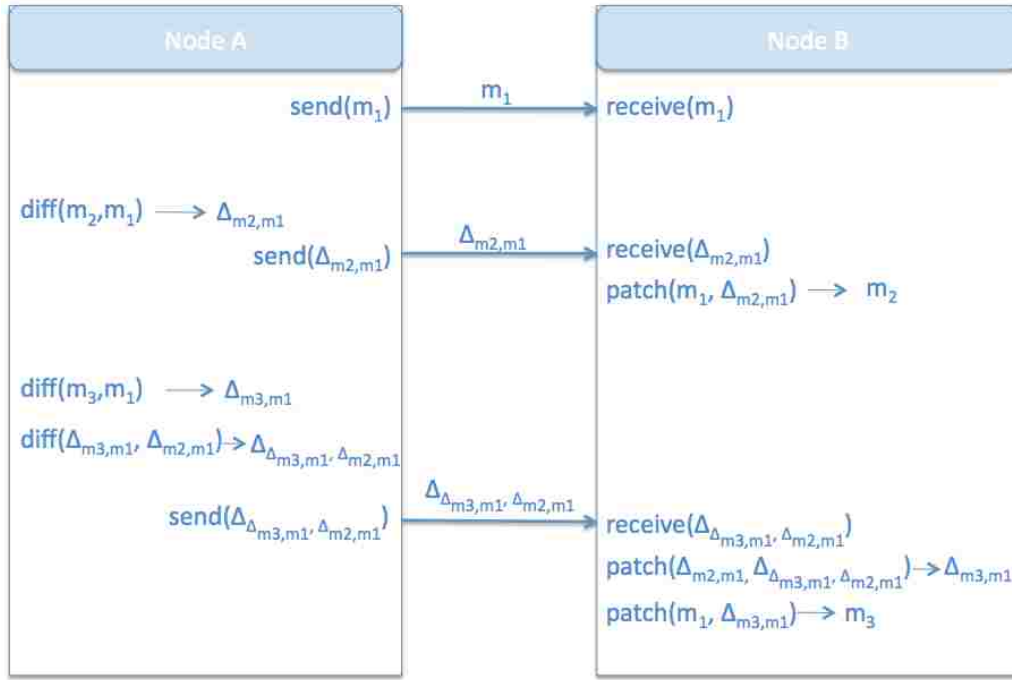 Node A
Node B
send(m₁)
m₁
receive(m₁)
diff(m₂,m₁) → Δm2,m1
send(Δm2,m1)
Δm2,m1
receive(Δm2,m1)
patch(m₁, Δm2,m1) → m₂
diff(m₃,m₁) → Δm3,m1
diff(Δm3,m1, Δm2,m1) → ΔΔm3,m1, Δm2,m1
send(ΔΔm3,m1, Δm2,m1)
ΔΔm3,m1, Δm2,m1
receive(ΔΔm3,m1, Δm2,m1)
patch(Δm2,m1, ΔΔm3,m1, Δm2,m1) → Δm3,m1
patch(m₁, Δm3,m1) → m₃